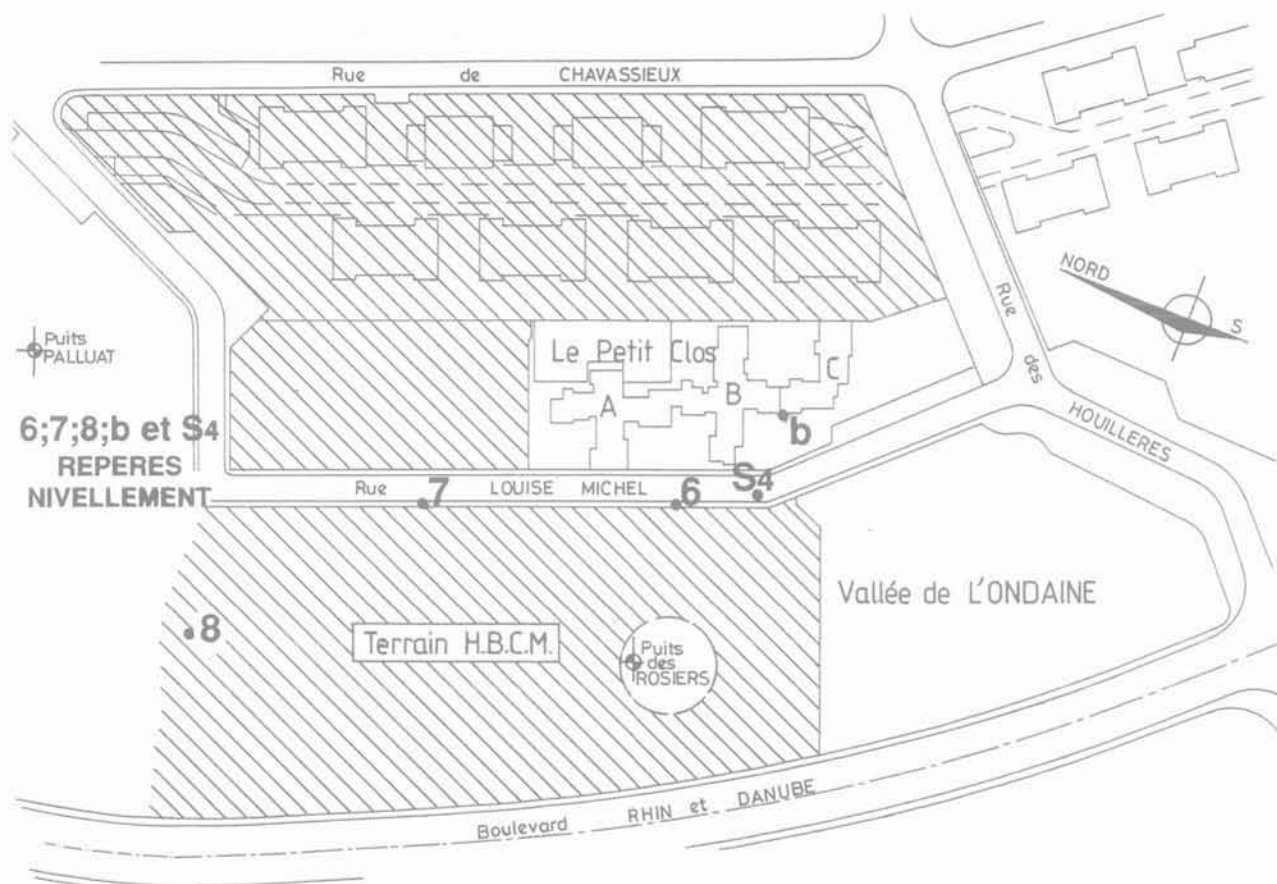 Rue de CHAVASSIEUX
NORD
S
Rue des HOUILLERES
Puits
PALLUAT
Le Petit Clos
A
B
C
b
6;7;8;b et S4
REPERES
NIVELLEMENT
Rue LOUISE MICHEL
7
6
S4
8
Terrain H.B.C.M.
Puits
des
ROSIERS
Vallée de L'ONDAINE
Boulevard RHIN et DANUBE